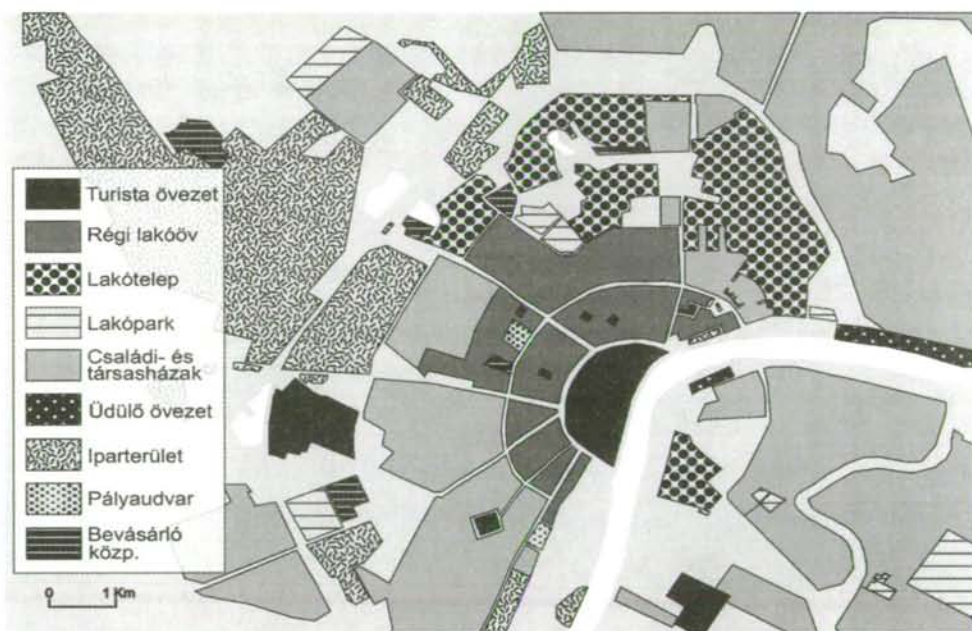 Turista övezet
Régi lakóöv
Lakótelep
Lakópark
Családi- és
társasházak
Üdülő övezet
Iparterület
Pályaudvar
Bevásárló
közp.
0 1 Km